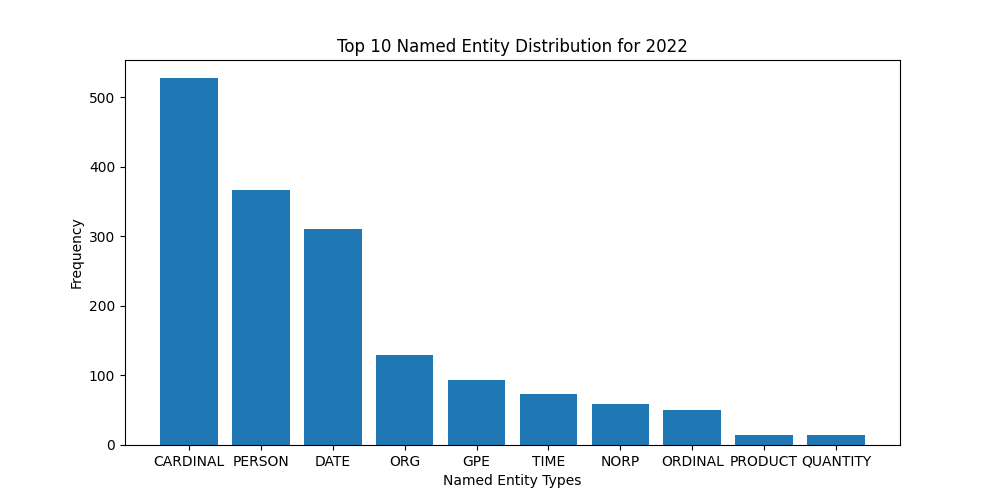 Top 10 Named Entity Distribution for 2022
Frequency
500
400
300
200
100
0
CARDINAL PERSON DATE ORG GPE TIME NORP ORDINAL PRODUCT QUANTITY
Named Entity Types